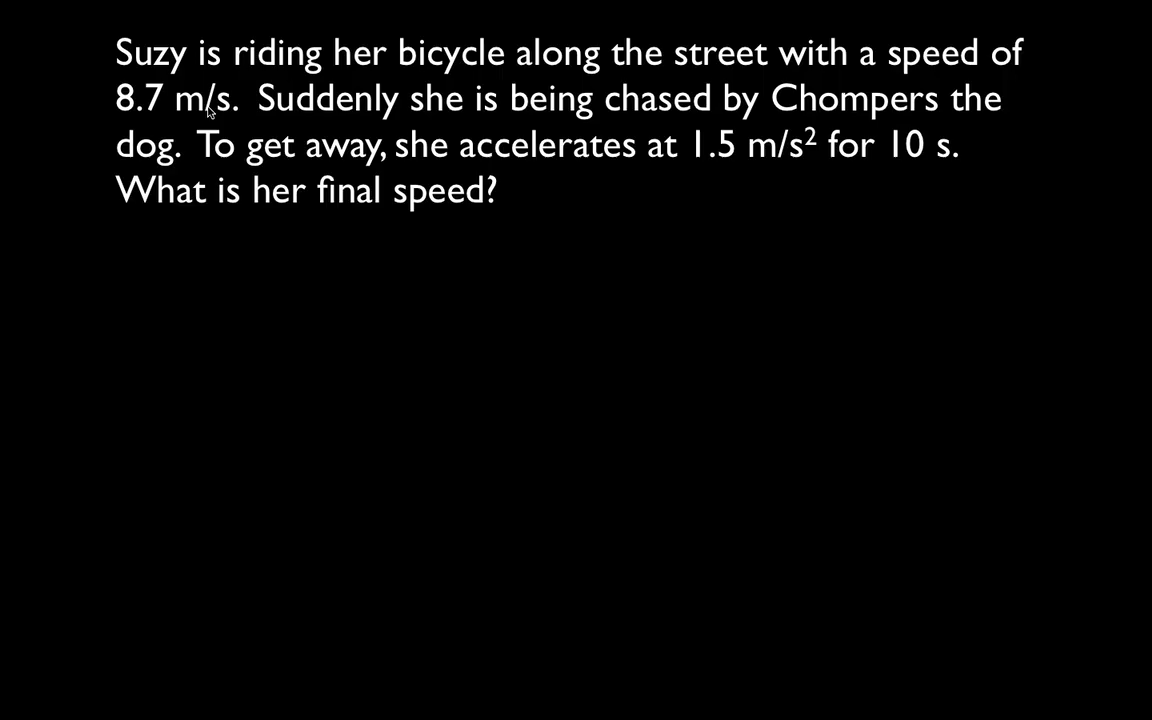 Suzy is riding her bicycle along the street with a speed of
8.7 m/s.  Suddenly she is being chased by Chompers the
dog.  To get away, she accelerates at 1.5 m/s² for 10 s.
What is her final speed?